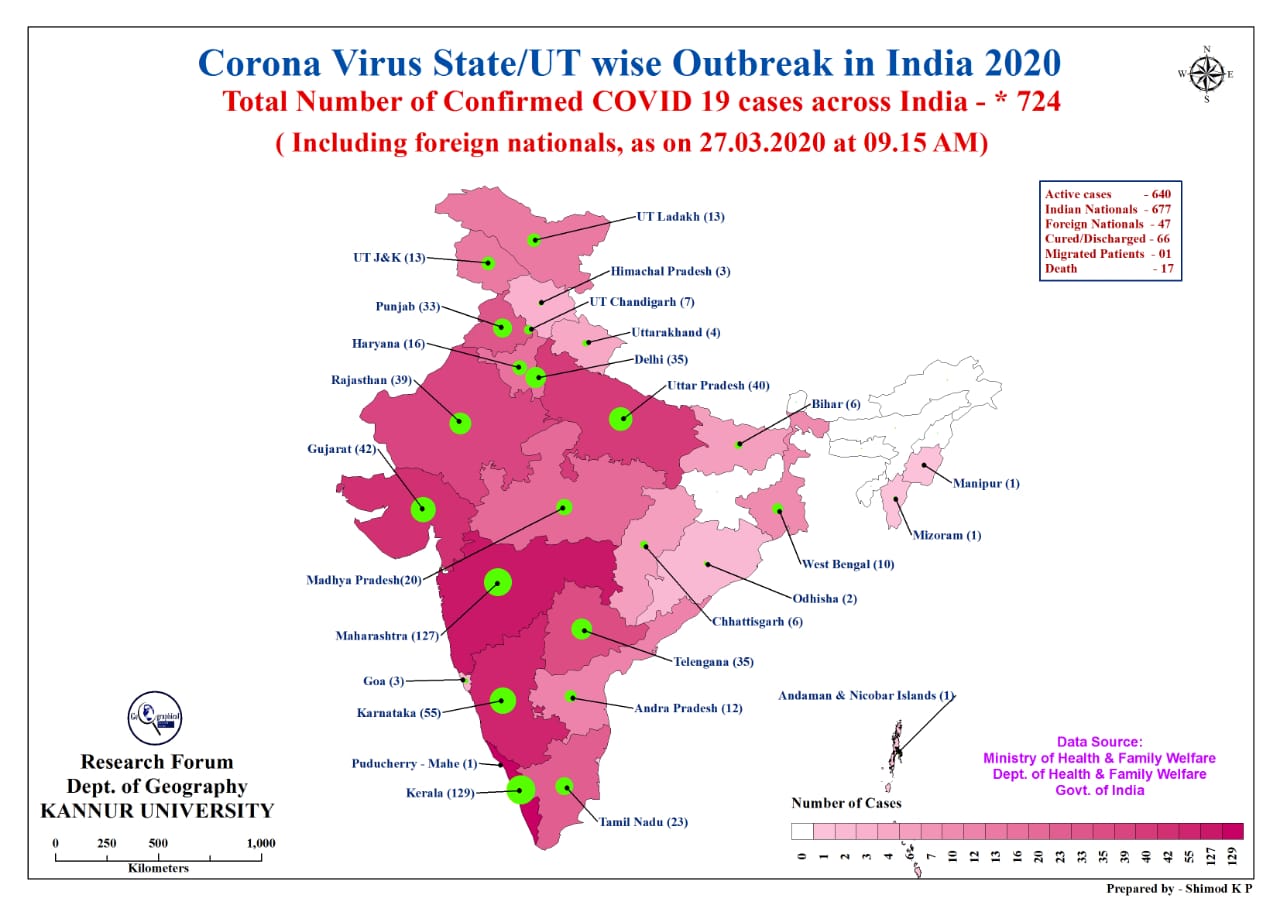 Corona Virus State/UT wise Outbreak in India 2020
Total Number of Confirmed COVID 19 cases across India - * 724
( Including foreign nationals, as on 27.03.2020 at 09.15 AM)
N
W E
S
Active cases - 640
Indian Nationals - 677
Foreign Nationals - 47
Cured/Discharged - 66
Migrated Patients - 01
Death - 17
UT Ladakh (13)
UT J&K (13)
Himachal Pradesh (3)
UT Chandigarh (7)
Punjab (33)
Uttarakhand (4)
Haryana (16)
Delhi (35)
Rajasthan (39)
Uttar Pradesh (40)
Bihar (6)
Gujarat (42)
Manipur (1)
Mizoram (1)
West Bengal (10)
Madhya Pradesh(20)
Odhisha (2)
Chhattisgarh (6)
Maharashtra (127)
Telengana (35)
Goa (3)
Andaman & Nicobar Islands (1)
Karnataka (55)
Andra Pradesh (12)
Puducherry - Mahe (1)
Kerala (129)
Tamil Nadu (23)
Research Forum
Dept. of Geography
KANNUR UNIVERSITY
0 250 500 1,000
Kilometers
Data Source:
Ministry of Health & Family Welfare
Dept. of Health & Family Welfare
Govt. of India
Number of Cases
0 1 2 3 4 6 7 10 12 13 16 20 23 33 35 39 40 42 55 127 129
Prepared by - Shimod K P